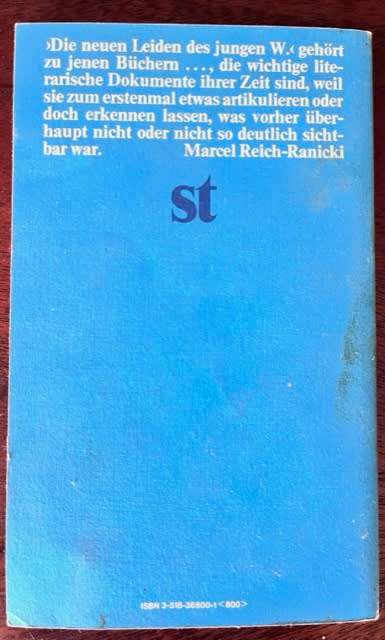 ›Die neuen Leiden des jungen W.‹ gehört
zu jenen Büchern ..., die wichtige lite-
rarische Dokumente ihrer Zeit sind, weil
sie zum erstenmal etwas artikulieren oder
doch erkennen lassen, was vorher über-
haupt nicht oder nicht so deutlich sicht-
bar war. Marcel Reich-Ranicki
st
ISBN 3-518-36800-1 <800>